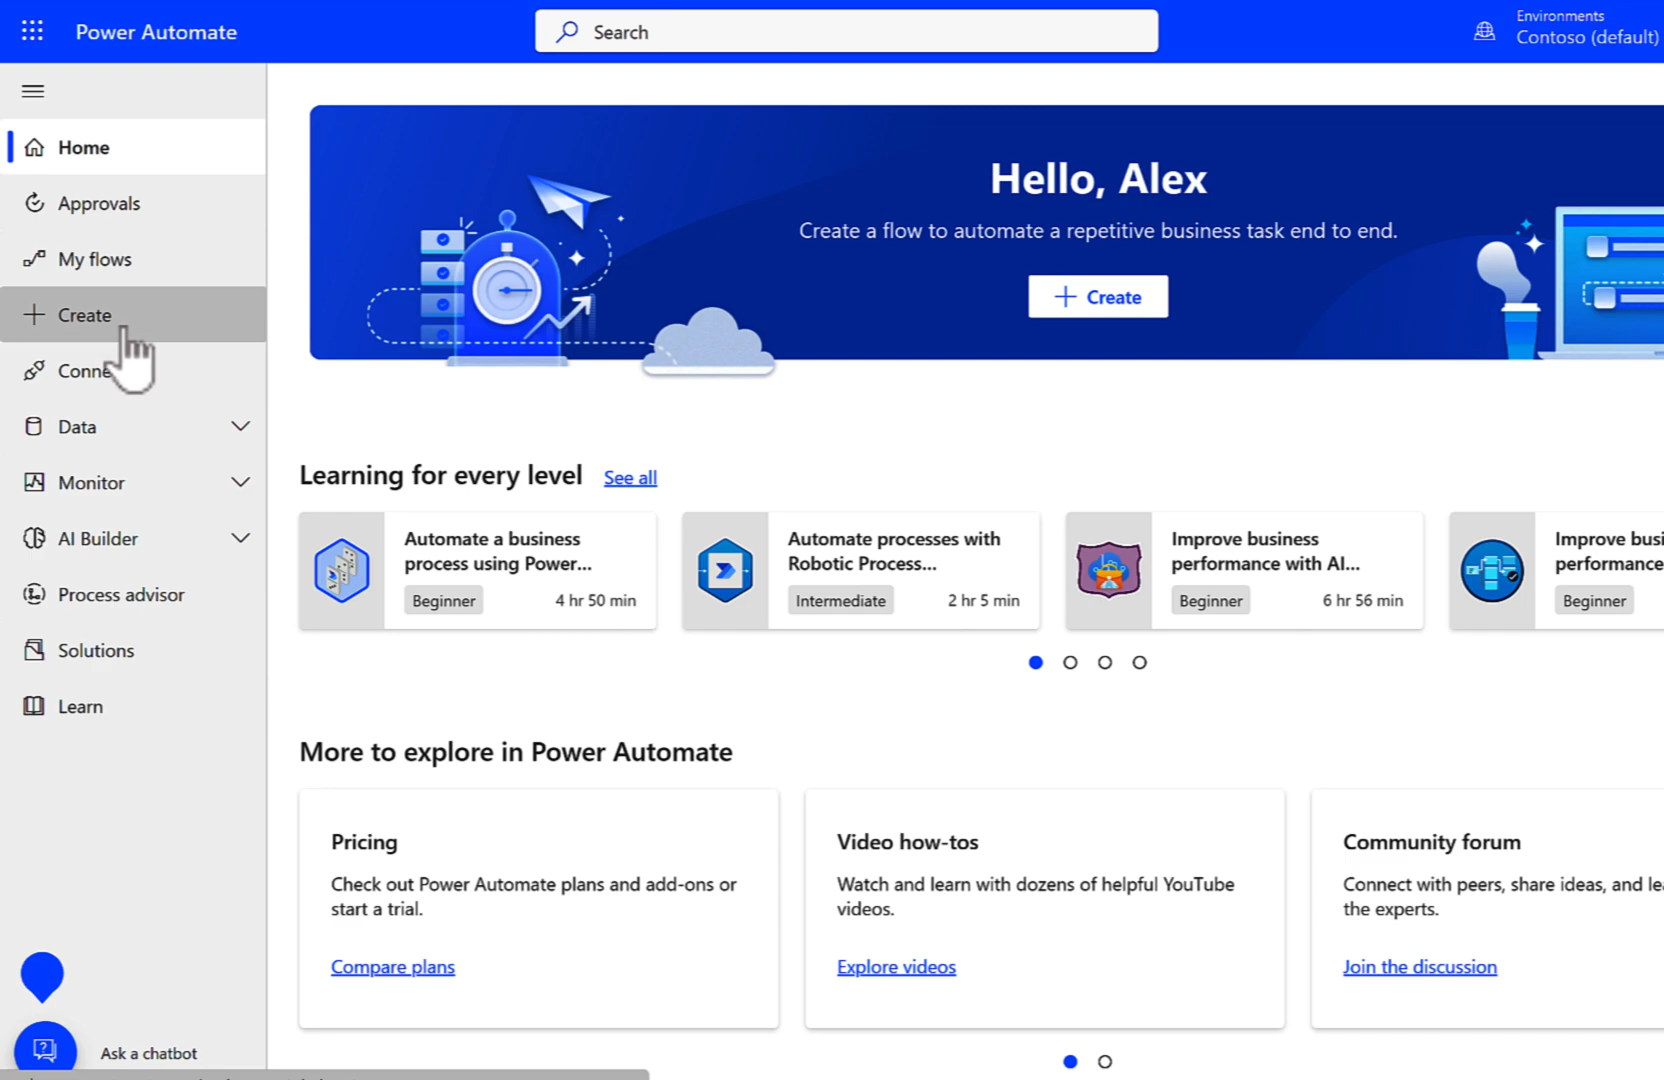 Power Automate
Search
Environments
Contoso (default)
Home
Approvals
My flows
Create
Conne
Data
Monitor
AI Builder
Process advisor
Solutions
Learn
Ask a chatbot
Hello, Alex
Create a flow to automate a repetitive business task end to end.
Create
Learning for every level See all
Automate a business
process using Power...
Beginner 4 hr 50 min
Automate processes with
Robotic Process...
Intermediate 2 hr 5 min
Improve business
performance with AI...
Beginner 6 hr 56 min
Improve busi
performance
Beginner
More to explore in Power Automate
Pricing
Check out Power Automate plans and add-ons or
start a trial.
Compare plans
Video how-tos
Watch and learn with dozens of helpful YouTube
videos.
Explore videos
Community forum
Connect with peers, share ideas, and lea
the experts.
Join the discussion